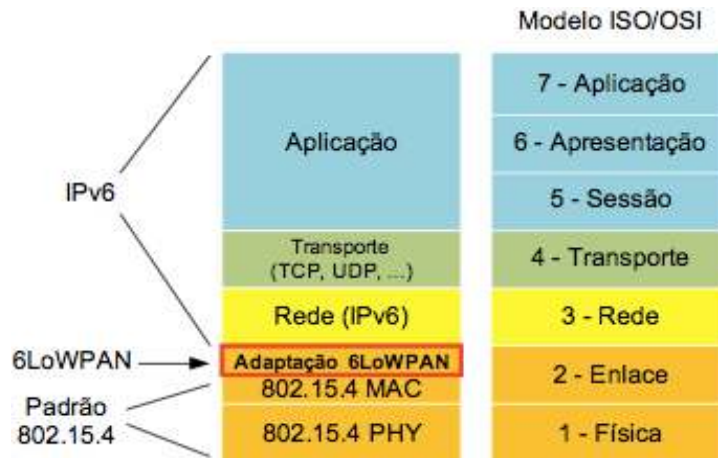 Modelo ISO/OSI
Aplicação
7 - Aplicação
6 - Apresentação
5 - Sessão
IPv6
Transporte
(TCP, UDP, ...)
4 - Transporte
Rede (IPv6)
3 - Rede
6LoWPAN
Adaptação 6LoWPAN
802.15.4 MAC
2 - Enlace
Padrão
802.15.4
802.15.4 PHY
1 - Física